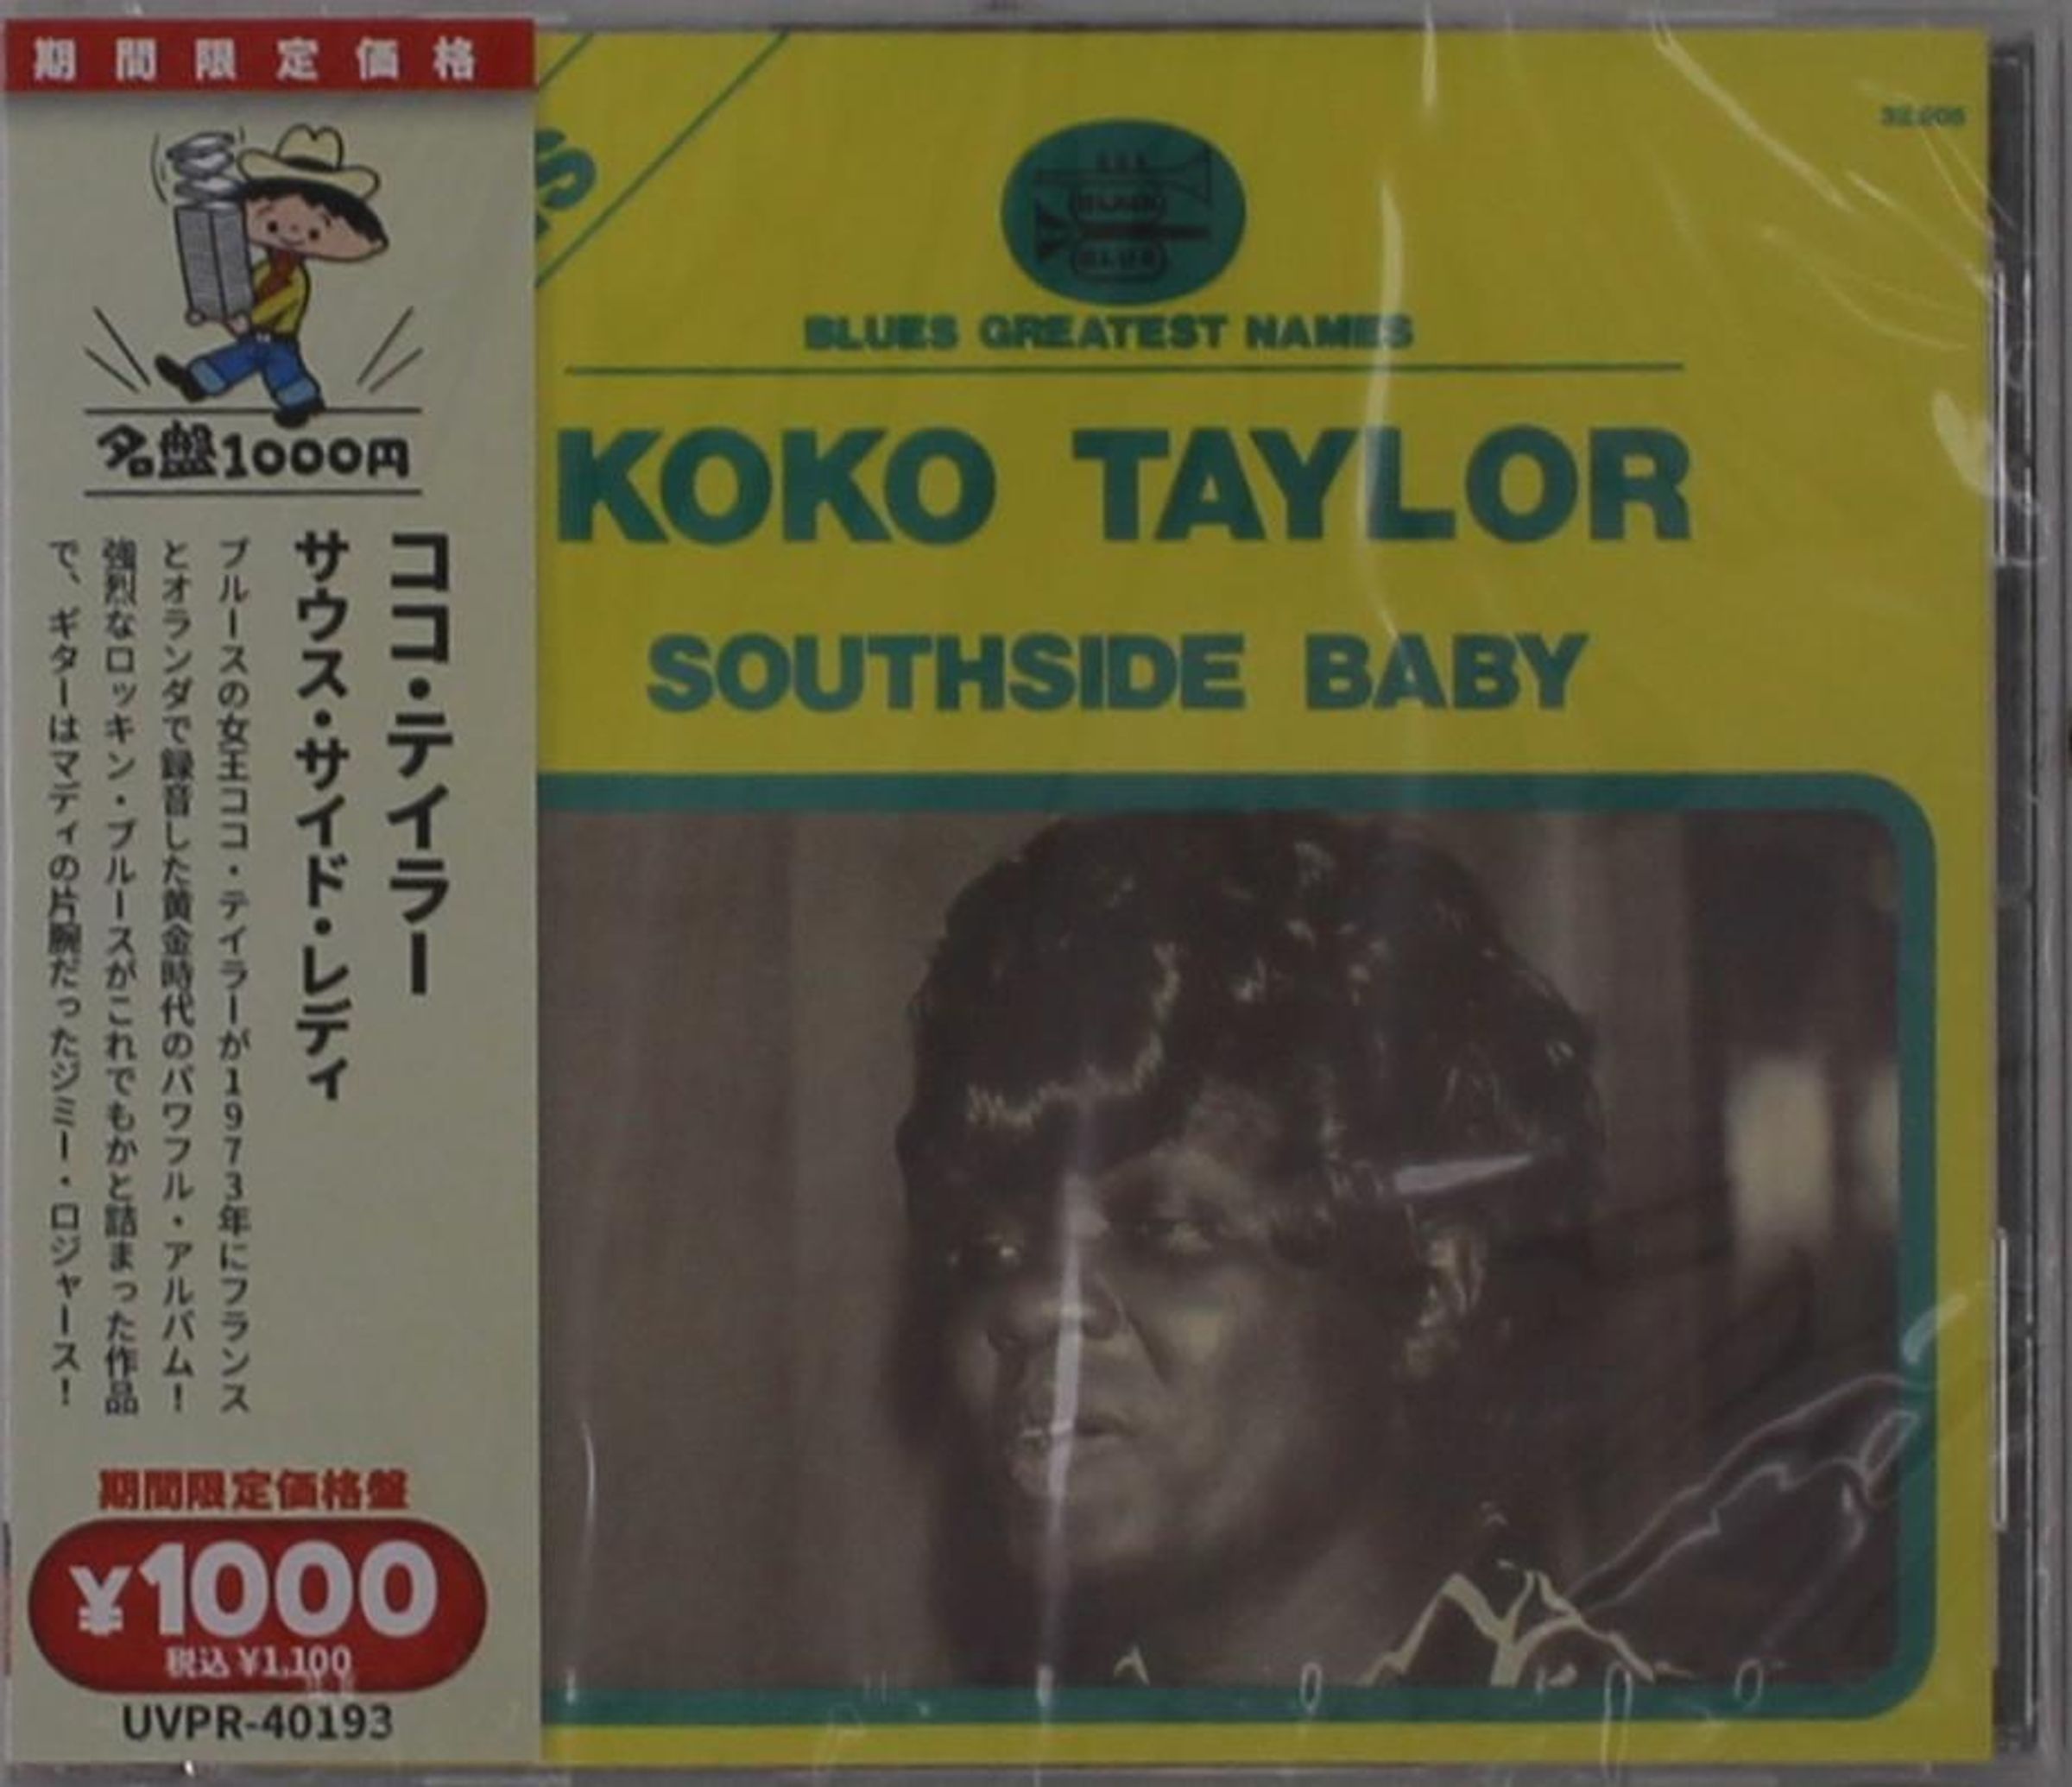 期間限定価格
名盤1000円
ココ・テイラー
サウス・サイド・レディ
ブルースの女王ココ・テイラーが1973年にフランス
とオランダで録音した黄金時代のパワフル・アルバム!
強烈なロッキン・ブルースがこれでもかと詰まった作品
で、ギターはマディの片腕だったジミー・ロジャース!
期間限定価格盤
¥1000
税込¥1,100
UVPR-40193
BLACK
BLUE
BLUES GREATEST NAMES
KOKO TAYLOR
SOUTHSIDE BABY